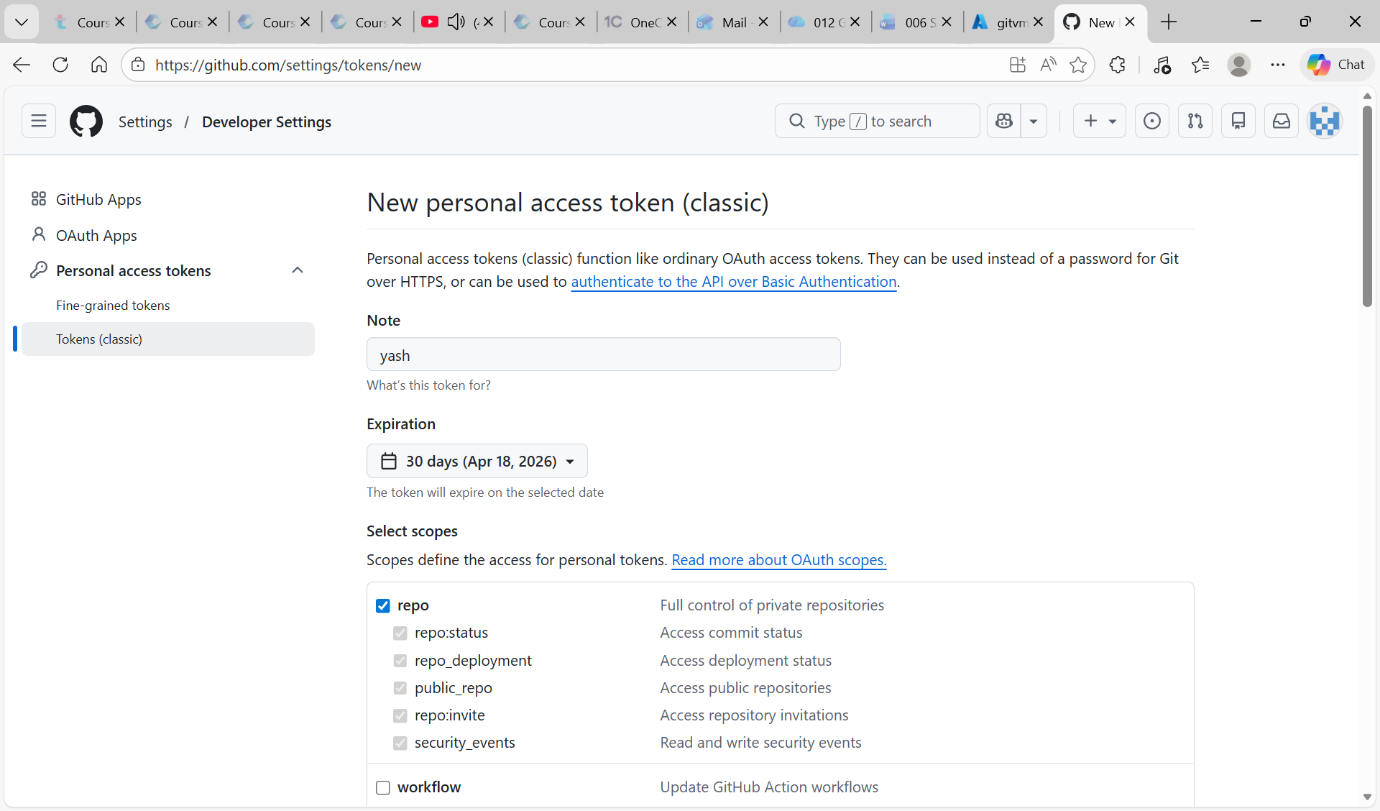 Cours
Cours
Cours
Cours
(4
Cours
1C OneC
Mail -
012 G
006 S
gitvm
New
https://github.com/settings/tokens/new
Chat
Settings / Developer Settings
Type / to search
GitHub Apps
OAuth Apps
Personal access tokens
Fine-grained tokens
Tokens (classic)
New personal access token (classic)
Personal access tokens (classic) function like ordinary OAuth access tokens. They can be used instead of a password for Git
over HTTPS, or can be used to authenticate to the API over Basic Authentication.
Note
yash
What's this token for?
Expiration
30 days (Apr 18, 2026)
The token will expire on the selected date
Select scopes
Scopes define the access for personal tokens. Read more about OAuth scopes.
repo Full control of private repositories
repo:status Access commit status
repo_deployment Access deployment status
public_repo Access public repositories
repo:invite Access repository invitations
security_events Read and write security events
workflow Update GitHub Action workflows